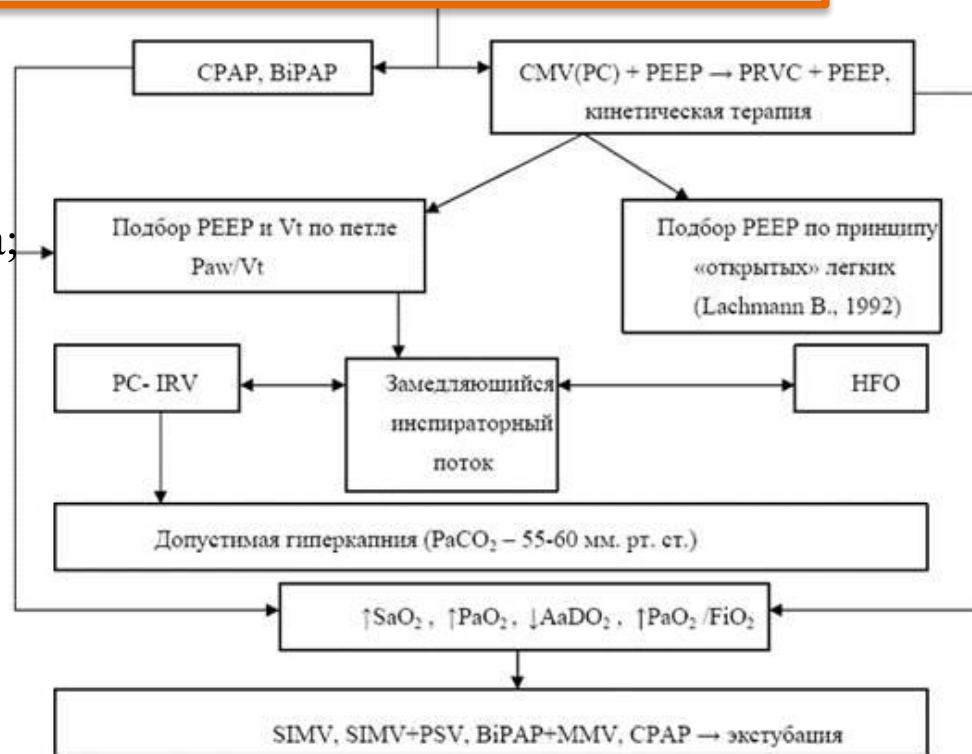 CPAP, BiPAP
CMV(PC) + PEEP → PRVC + PEEP,
кинетическая терапия
Подбор PEEP и Vt по петле
Paw/Vt
Подбор PEEP по принципу
«открытых» легких
(Lachmann B., 1992)
PC- IRV
Замедляющийся
инспираторный
поток
HFO
Допустимая гиперкапния (PaCO₂ – 55-60 мм. рт. ст.)
↑SaO₂ , ↑PaO₂, ↓AaDO₂ , ↑PaO₂ /FiO₂
SIMV, SIMV+PSV, BiPAP+MMV, CPAP → экстубация